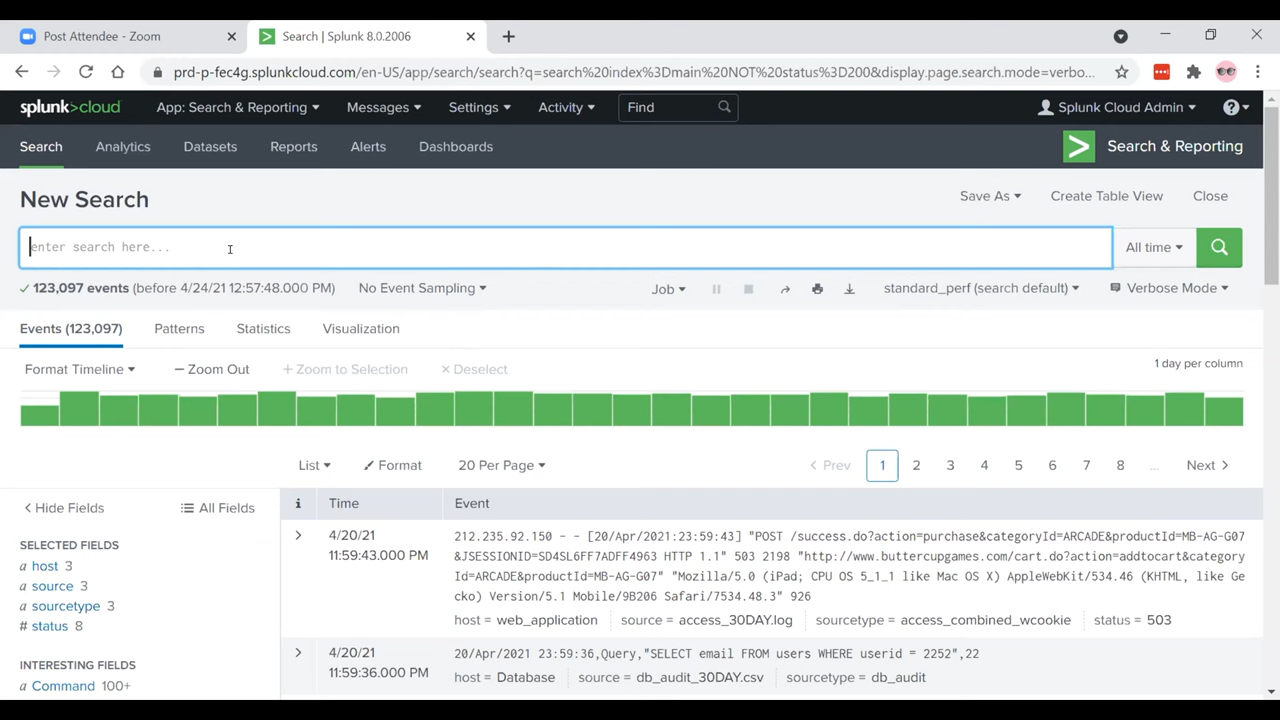 Post Attendee - Zoom
Search | Splunk 8.0.2006
prd-p-fec4g.splunkcloud.com/en-US/app/search/search?q=search%20index%3Dmain%20NOT%20status%3D200&display.page.search.mode=verbo...
splunk>cloud App: Search & Reporting Messages Settings Activity Find Splunk Cloud Admin ?
Search Analytics Datasets Reports Alerts Dashboards > Search & Reporting
New Search Save As Create Table View Close
enter search here... All time
123,097 events (before 4/24/21 12:57:48.000 PM) No Event Sampling Job standard_perf (search default) Verbose Mode
Events (123,097) Patterns Statistics Visualization
Format Timeline — Zoom Out + Zoom to Selection × Deselect 1 day per column
List Format 20 Per Page < Prev 1 2 3 4 5 6 7 8 ... Next >
< Hide Fields All Fields i Time Event
SELECTED FIELDS
a host 3
a source 3
a sourcetype 3
# status 8
INTERESTING FIELDS
a Command 100+
> 4/20/21
11:59:43.000 PM
212.235.92.150 - - [20/Apr/2021:23:59:43] "POST /success.do?action=purchase&categoryId=ARCADE&productId=MB-AG-G07
&JSESSIONID=SD4SL6FF7ADFF4963 HTTP 1.1" 503 2198 "http://www.buttercupgames.com/cart.do?action=addtocart&category
Id=ARCADE&productId=MB-AG-G07" "Mozilla/5.0 (iPad; CPU OS 5_1_1 like Mac OS X) AppleWebKit/534.46 (KHTML, like Ge
cko) Version/5.1 Mobile/9B206 Safari/7534.48.3" 926
host = web_application source = access_30DAY.log sourcetype = access_combined_wcookie status = 503
> 4/20/21
11:59:36.000 PM
20/Apr/2021 23:59:36,Query,"SELECT email FROM users WHERE userid = 2252",22
host = Database source = db_audit_30DAY.csv sourcetype = db_audit